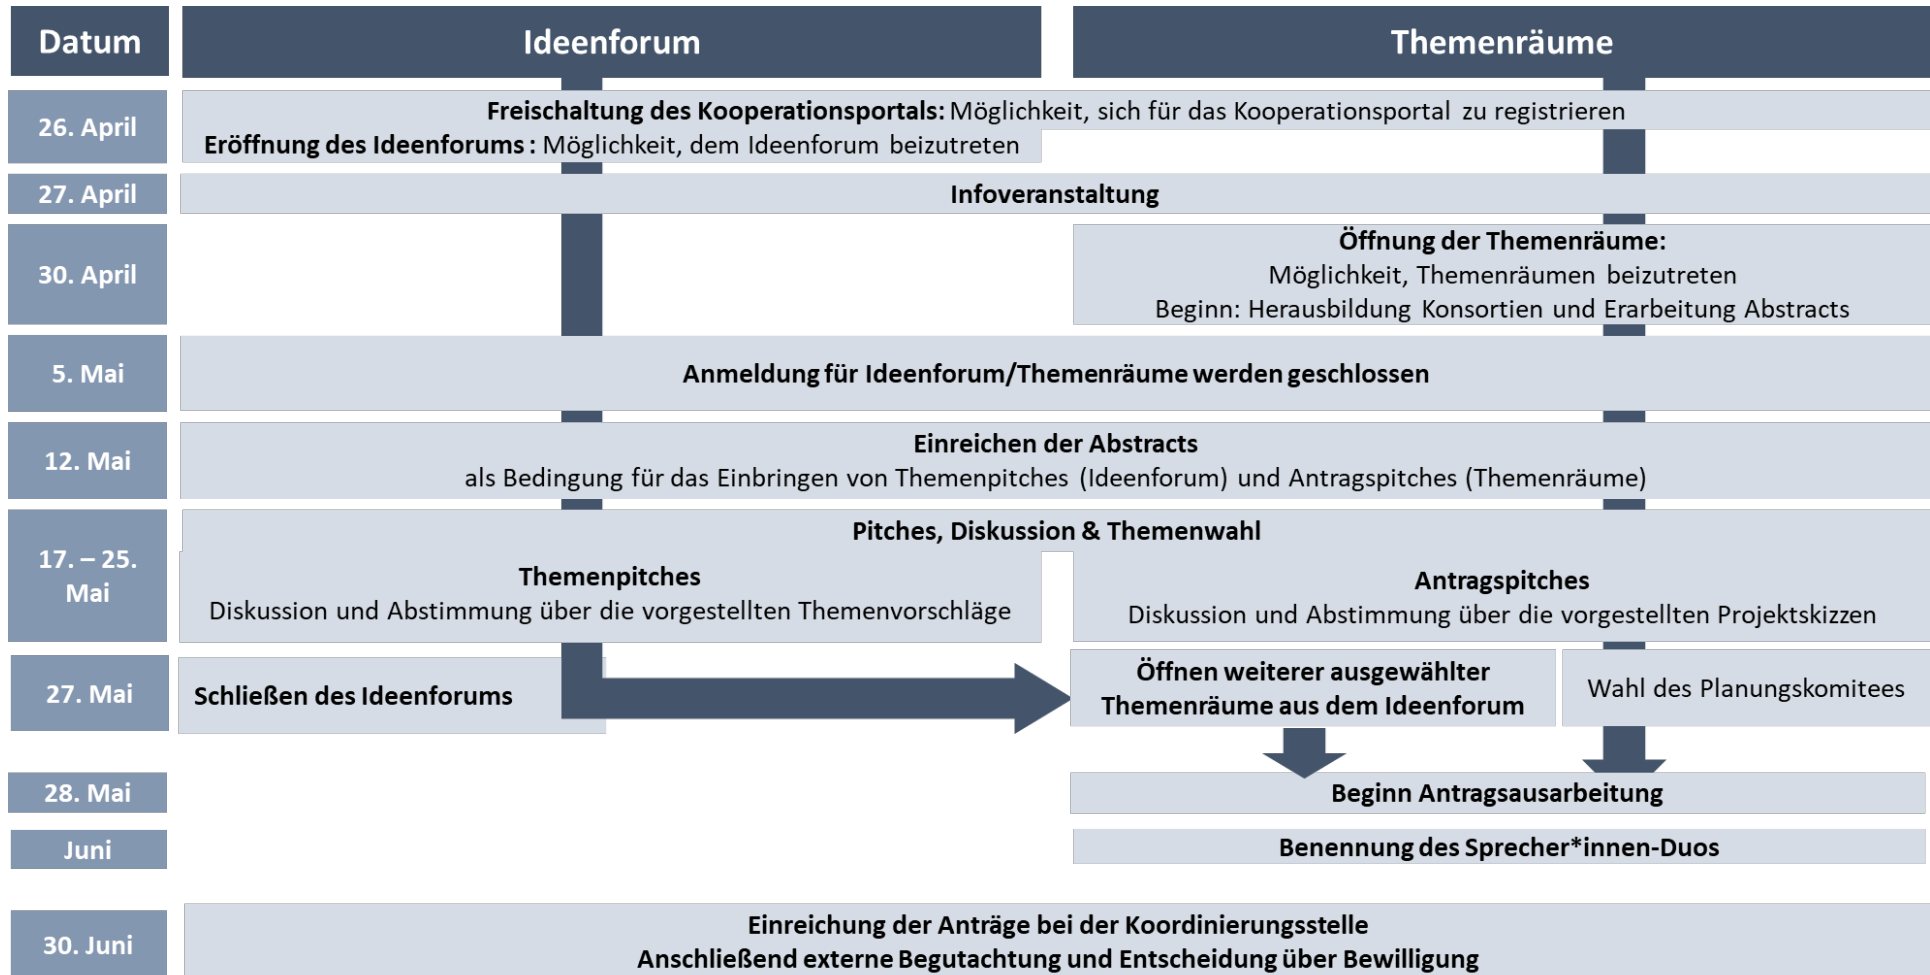 Datum
Ideenforum
Themenräume
26. April
Freischaltung des Kooperationsportals: Möglichkeit, sich für das Kooperationsportal zu registrieren
Eröffnung des Ideenforums : Möglichkeit, dem Ideenforum beizutreten
27. April
Infoveranstaltung
30. April
Öffnung der Themenräume:
Möglichkeit, Themenräumen beizutreten
Beginn: Herausbildung Konsortien und Erarbeitung Abstracts
5. Mai
Anmeldung für Ideenforum/Themenräume werden geschlossen
12. Mai
Einreichen der Abstracts
als Bedingung für das Einbringen von Themenpitches (Ideenforum) und Antragspitches (Themenräume)
17. – 25.
Mai
Pitches, Diskussion & Themenwahl
Themenpitches
Diskussion und Abstimmung über die vorgestellten Themenvorschläge
Antragspitches
Diskussion und Abstimmung über die vorgestellten Projektskizzen
27. Mai
Schließen des Ideenforums
Öffnen weiterer ausgewählter
Themenräume aus dem Ideenforum
Wahl des Planungskomitees
28. Mai
Beginn Antragsausarbeitung
Juni
Benennung des Sprecher*innen-Duos
30. Juni
Einreichung der Anträge bei der Koordinierungsstelle
Anschließend externe Begutachtung und Entscheidung über Bewilligung